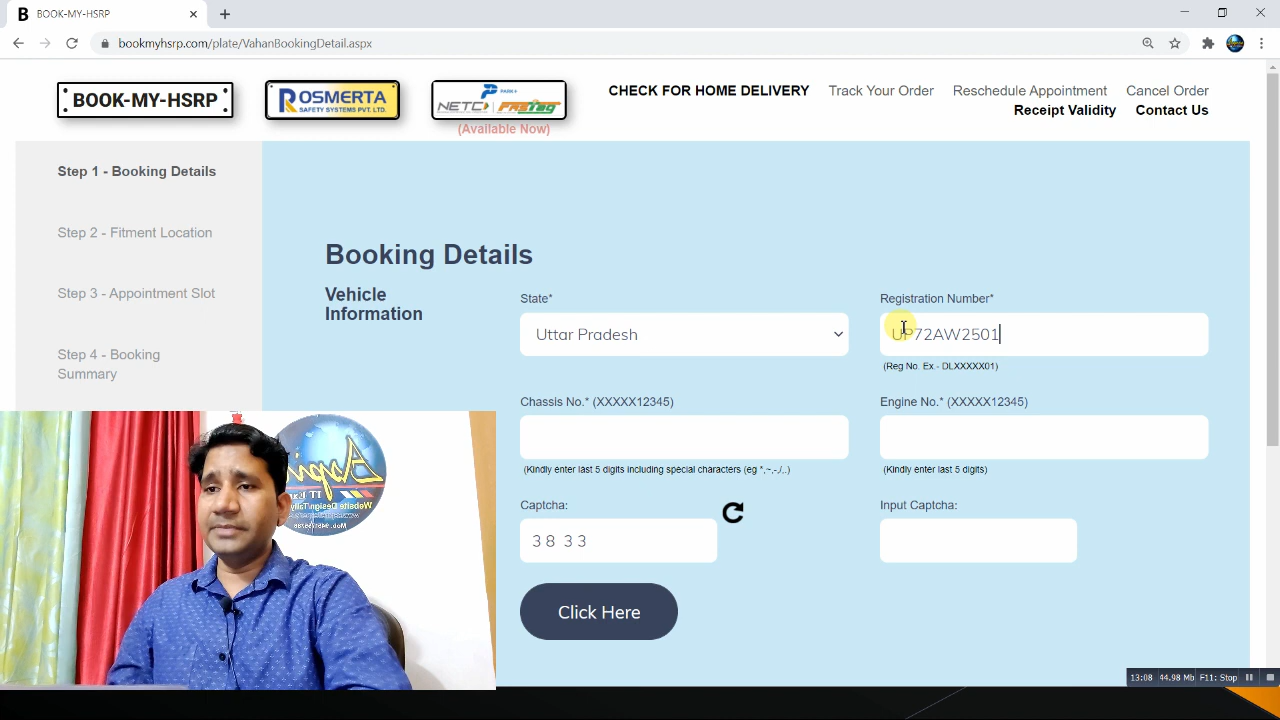 B BOOK-MY-HSRP
bookmyhsrp.com/plate/VahanBookingDetail.aspx
BOOK-MY-HSRP
ROSMERTA
SAFETY SYSTEMS PVT. LTD.
PARK+
NETC FASTag
(Available Now)
CHECK FOR HOME DELIVERY Track Your Order Reschedule Appointment Cancel Order
Receipt Validity Contact Us
Step 1 - Booking Details
Step 2 - Fitment Location
Step 3 - Appointment Slot
Step 4 - Booking
Summary
Booking Details
Vehicle
Information
State*
Uttar Pradesh
Registration Number*
UP72AW2501
(Reg No. Ex.- DLXXXXX01)
Chassis No.* (XXXXX12345)
(Kindly enter last 5 digits including special characters (eg *,~,-,/,..)
Engine No.* (XXXXX12345)
(Kindly enter last 5 digits)
Captcha:
3 8 3 3
Input Captcha:
Click Here
13:08 44.98 Mb F11: Stop